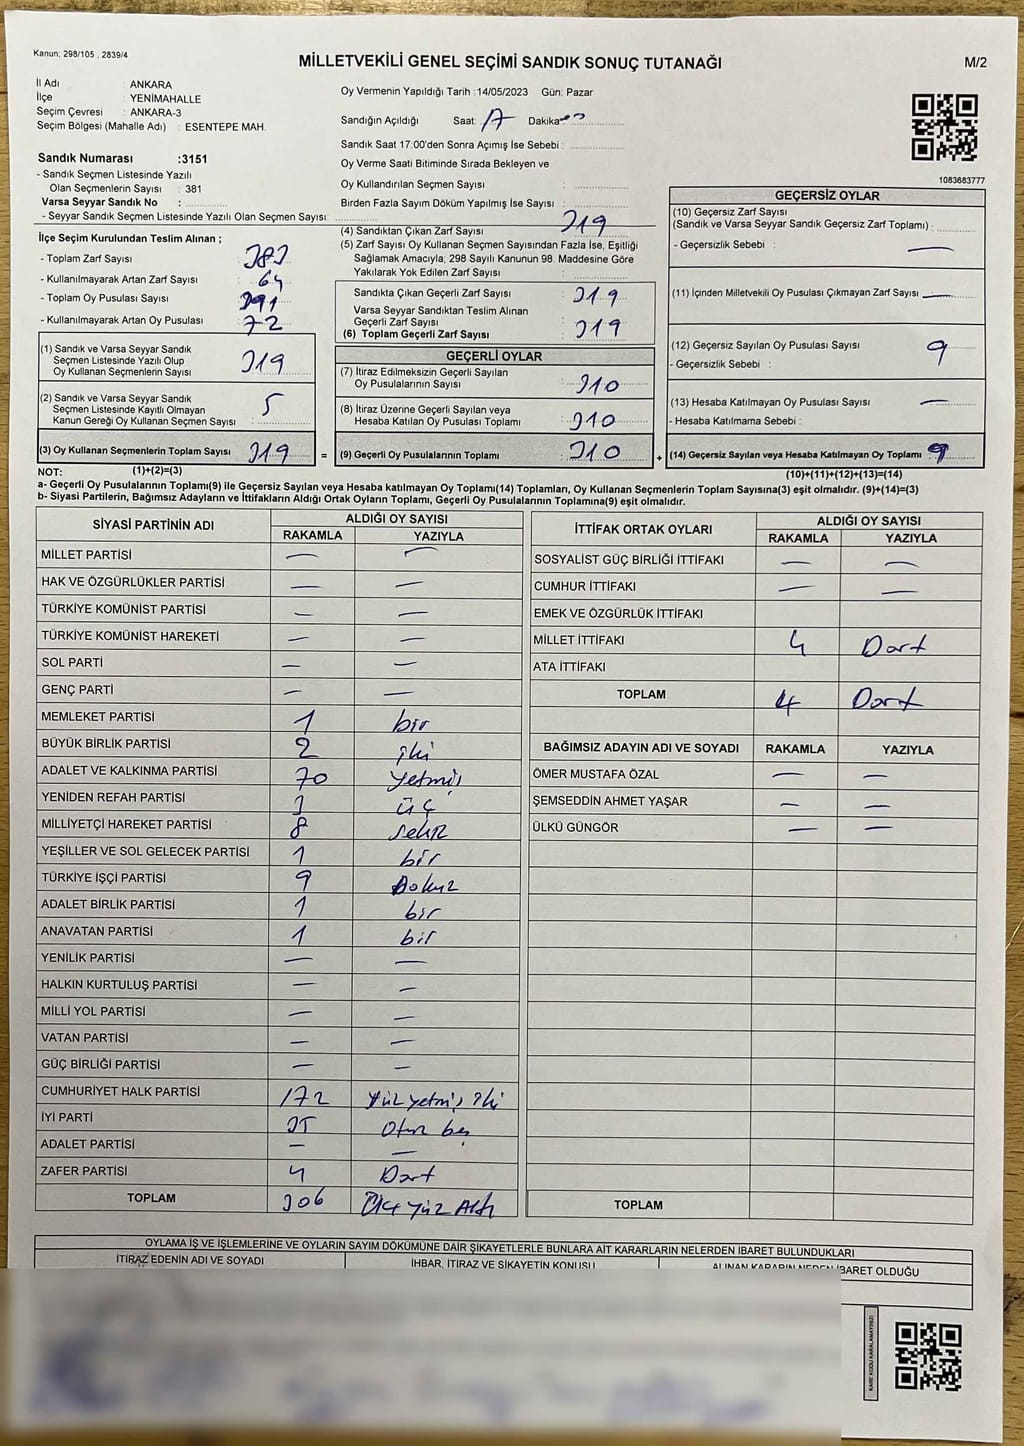 Kanun; 298/105 , 2839/4
MİLLETVEKİLİ GENEL SEÇİMİ SANDIK SONUÇ TUTANAĞI
M/2
İl Adı : ANKARA
İlçe : YENİMAHALLE
Seçim Çevresi : ANKARA-3
Seçim Bölgesi (Mahalle Adı) : ESENTEPE MAH.
Sandık Numarası :3151
- Sandık Seçmen Listesinde Yazılı
Olan Seçmenlerin Sayısı : 381
Varsa Seyyar Sandık No :
- Seyyar Sandık Seçmen Listesinde Yazılı Olan Seçmen Sayısı:
Oy Vermenin Yapıldığı Tarih :14/05/2023 Gün: Pazar
Sandığın Açıldığı Saat: 17 Dakika
Sandık Saat 17:00'den Sonra Açımış İse Sebebi :
Oy Verme Saati Bitiminde Sırada Bekleyen ve
Oy Kullandırılan Seçmen Sayısı :
Birden Fazla Sayım Döküm Yapılmış İse Sayısı :
1083683777
İlçe Seçim Kurulundan Teslim Alınan ;
- Toplam Zarf Sayısı : 383
- Kullanılmayarak Artan Zarf Sayısı : 64
- Toplam Oy Pusulası Sayısı : 391
- Kullanılmayarak Artan Oy Pusulası : 72
(1) Sandık ve Varsa Seyyar Sandık
Seçmen Listesinde Yazılı Olup
Oy Kullanan Seçmenlerin Sayısı : 319
(2) Sandık ve Varsa Seyyar Sandık
Seçmen Listesinde Kayıtlı Olmayan
Kanun Gereği Oy Kullanan Seçmen Sayısı : 5
(3) Oy Kullanan Seçmenlerin Toplam Sayısı : 319
(4) Sandıktan Çıkan Zarf Sayısı : 319
(5) Zarf Sayısı Oy Kullanan Seçmen Sayısından Fazla İse, Eşitliği
Sağlamak Amacıyla; 298 Sayılı Kanunun 98. Maddesine Göre
Yakılarak Yok Edilen Zarf Sayısı :
Sandıkta Çıkan Geçerli Zarf Sayısı : 319
Varsa Seyyar Sandıktan Teslim Alınan
Geçerli Zarf Sayısı :
(6) Toplam Geçerli Zarf Sayısı : 319
GEÇERLİ OYLAR
(7) İtiraz Edilmeksizin Geçerli Sayılan
Oy Pusulalarının Sayısı : 310
(8) İtiraz Üzerine Geçerli Sayılan veya
Hesaba Katılan Oy Pusulası Toplamı : 310
= (9) Geçerli Oy Pusulalarının Toplamı : 310
GEÇERSİZ OYLAR
(10) Geçersiz Zarf Sayısı
(Sandık ve Varsa Seyyar Sandık Geçersiz Zarf Toplamı) :
- Geçersizlik Sebebi : —
(11) İçinden Milletvekili Oy Pusulası Çıkmayan Zarf Sayısı : —
(12) Geçersiz Sayılan Oy Pusulası Sayısı : 9
- Geçersizlik Sebebi :
(13) Hesaba Katılmayan Oy Pusulası Sayısı : —
- Hesaba Katılmama Sebebi :
+ (14) Geçersiz Sayılan veya Hesaba Katılmayan Oy Toplamı : 9
NOT: (1)+(2)=(3)
(10)+(11)+(12)+(13)=(14)
a- Geçerli Oy Pusulalarının Toplamı(9) ile Geçersiz Sayılan veya Hesaba katılmayan Oy Toplamı(14) Toplamları, Oy Kullanan Seçmenlerin Toplam Sayısına(3) eşit olmalıdır. (9)+(14)=(3)
b- Siyasi Partilerin, Bağımsız Adayların ve İttifakların Aldığı Ortak Oyların Toplamı, Geçerli Oy Pusulalarının Toplamına(9) eşit olmalıdır.
SİYASİ PARTİNİN ADI ALDIĞI OY SAYISI
RAKAMLA YAZIYLA
MİLLET PARTİSİ — —
HAK VE ÖZGÜRLÜKLER PARTİSİ — —
TÜRKİYE KOMÜNİST PARTİSİ — —
TÜRKİYE KOMÜNİST HAREKETİ — —
SOL PARTİ — —
GENÇ PARTİ — —
MEMLEKET PARTİSİ 1 bir
BÜYÜK BİRLİK PARTİSİ 2 iki
ADALET VE KALKINMA PARTİSİ 70 yetmiş
YENİDEN REFAH PARTİSİ 3 üç
MİLLİYETÇİ HAREKET PARTİSİ 8 sekiz
YEŞİLLER VE SOL GELECEK PARTİSİ 1 bir
TÜRKİYE İŞÇİ PARTİSİ 9 Dokuz
ADALET BİRLİK PARTİSİ 1 bir
ANAVATAN PARTİSİ 1 bir
YENİLİK PARTİSİ — —
HALKIN KURTULUŞ PARTİSİ — —
MİLLİ YOL PARTİSİ — —
VATAN PARTİSİ — —
GÜÇ BİRLİĞİ PARTİSİ — —
CUMHURİYET HALK PARTİSİ 172 Yüz yetmiş iki
İYİ PARTİ 35 Otuz beş
ADALET PARTİSİ — —
ZAFER PARTİSİ 4 Dört
TOPLAM 306 Üç Yüz Altı
İTTİFAK ORTAK OYLARI ALDIĞI OY SAYISI
RAKAMLA YAZIYLA
SOSYALİST GÜÇ BİRLİĞİ İTTİFAKI — —
CUMHUR İTTİFAKI — —
EMEK VE ÖZGÜRLÜK İTTİFAKI
MİLLET İTTİFAKI 4 Dört
ATA İTTİFAKI
TOPLAM 4 Dört
BAĞIMSIZ ADAYIN ADI VE SOYADI RAKAMLA YAZIYLA
ÖMER MUSTAFA ÖZAL — —
ŞEMSEDDİN AHMET YAŞAR — —
ÜLKÜ GÜNGÖR — —
TOPLAM
OYLAMA İŞ VE İŞLEMLERİNE VE OYLARIN SAYIM DÖKÜMÜNE DAİR ŞİKAYETLERLE BUNLARA AİT KARARLARIN NELERDEN İBARET BULUNDUKLARI
İTİRAZ EDENİN ADI VE SOYADI İHBAR, İTİRAZ VE ŞİKAYETİN KONUSU ALINAN KARARIN NEDEN İBARET OLDUĞU
KARE KODU KARALAMAYINIZ!